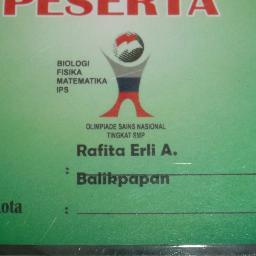 PESERTA
BIOLOGI
FISIKA
MATEMATIKA
IPS
OLIMPIADE SAINS NASIONAL
TINGKAT SMP
Rafita Erli A.
:
Balikpapan
ota :